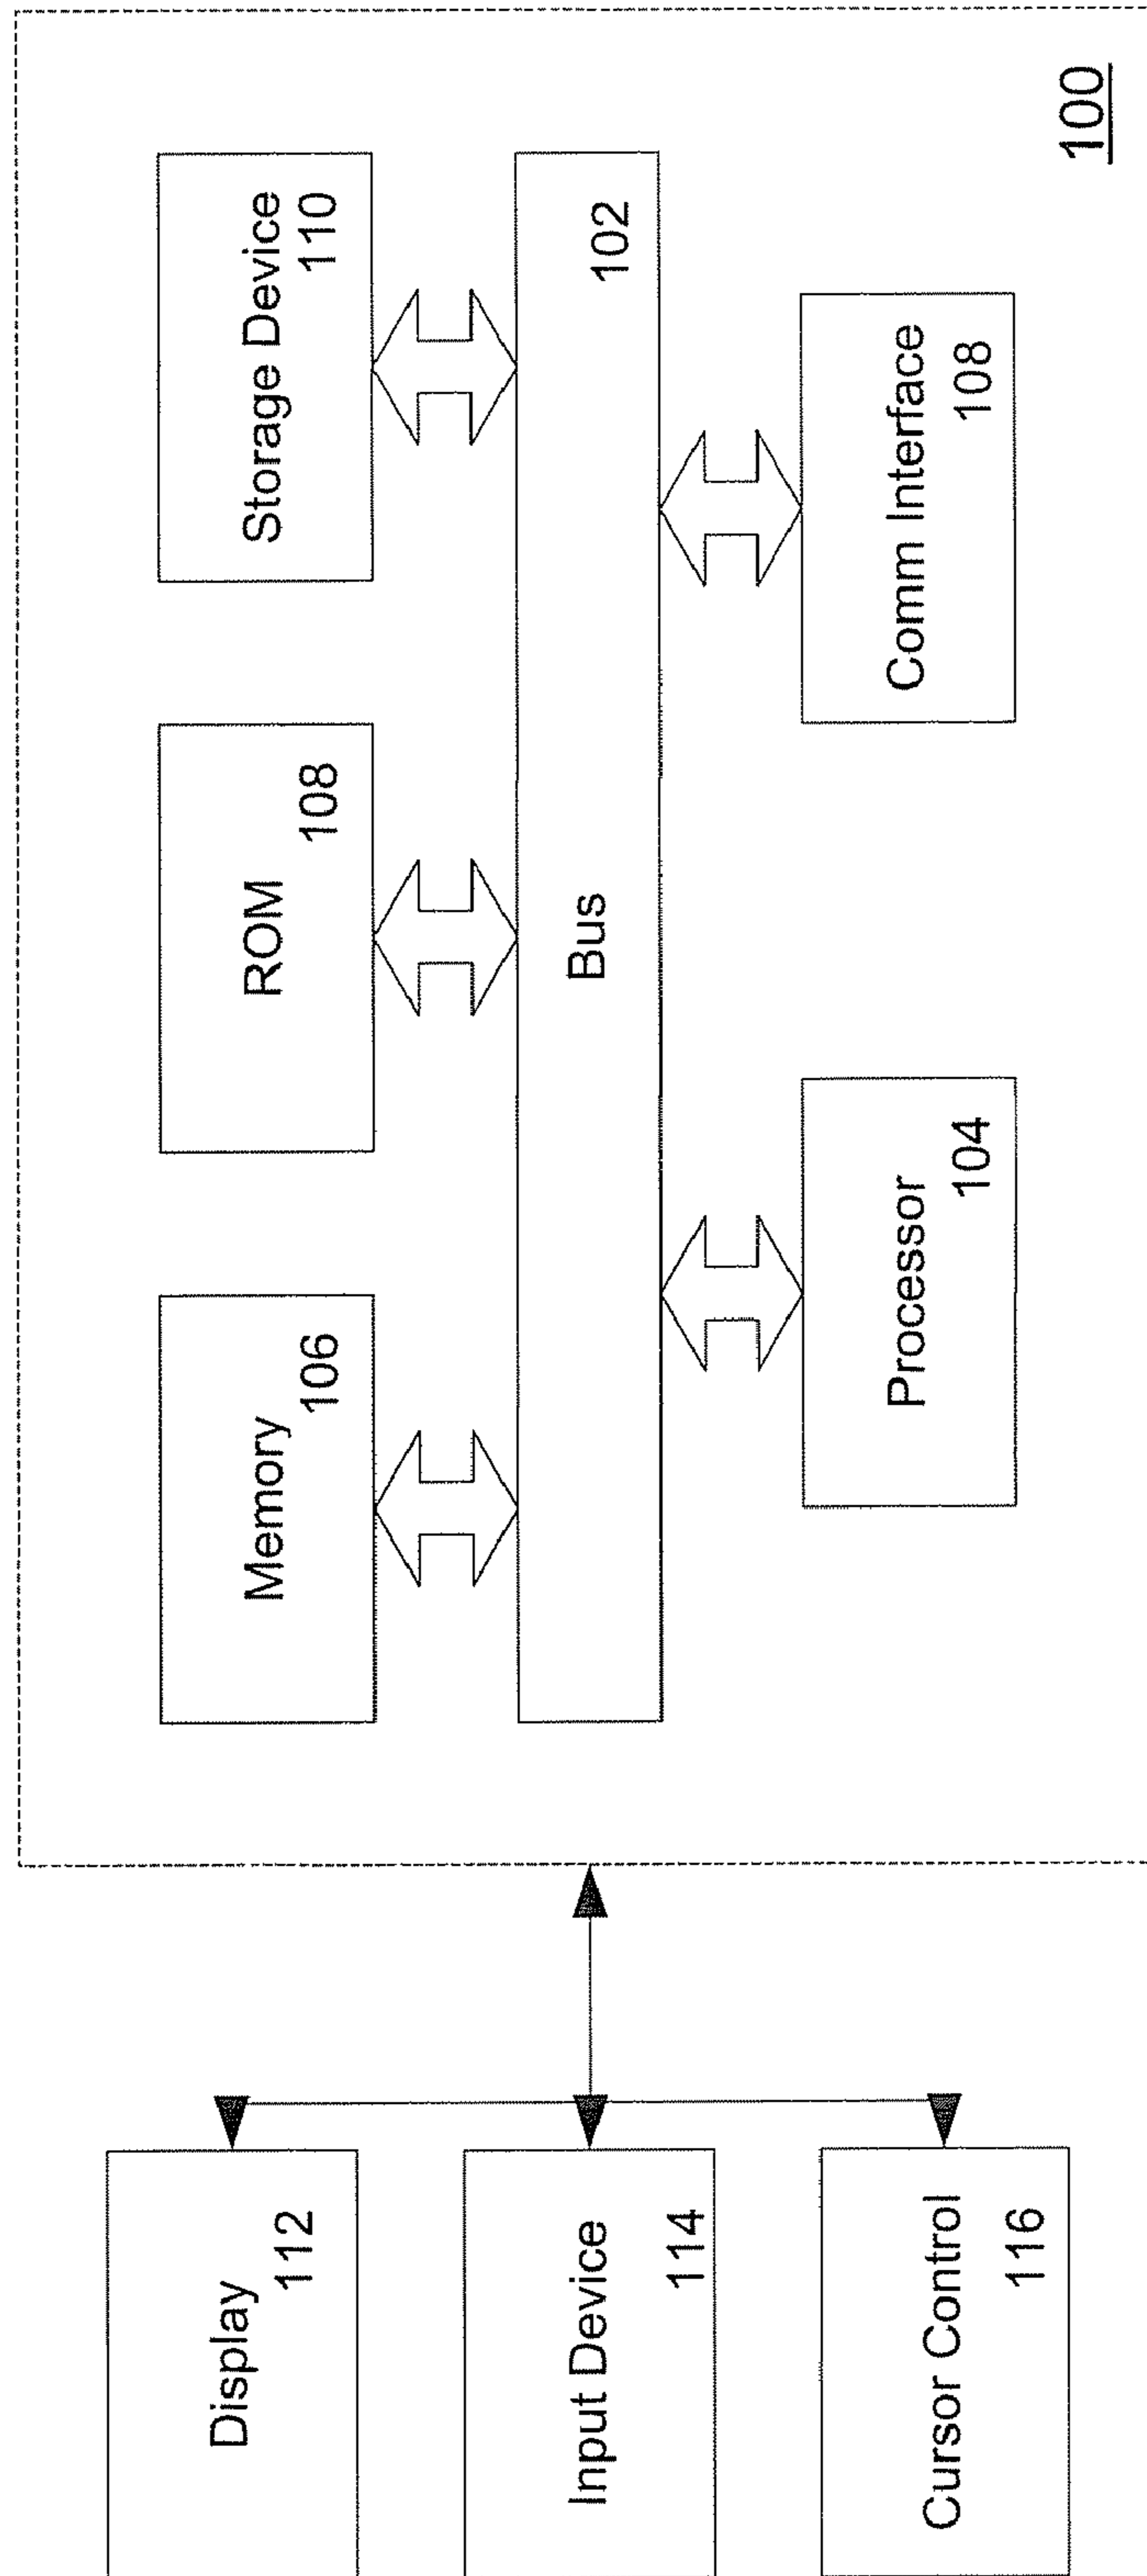 Display
112
Input Device
114
Cursor Control
116
Memory
106
ROM
108
Storage Device
110
Bus
102
Processor
104
Comm Interface
108
100